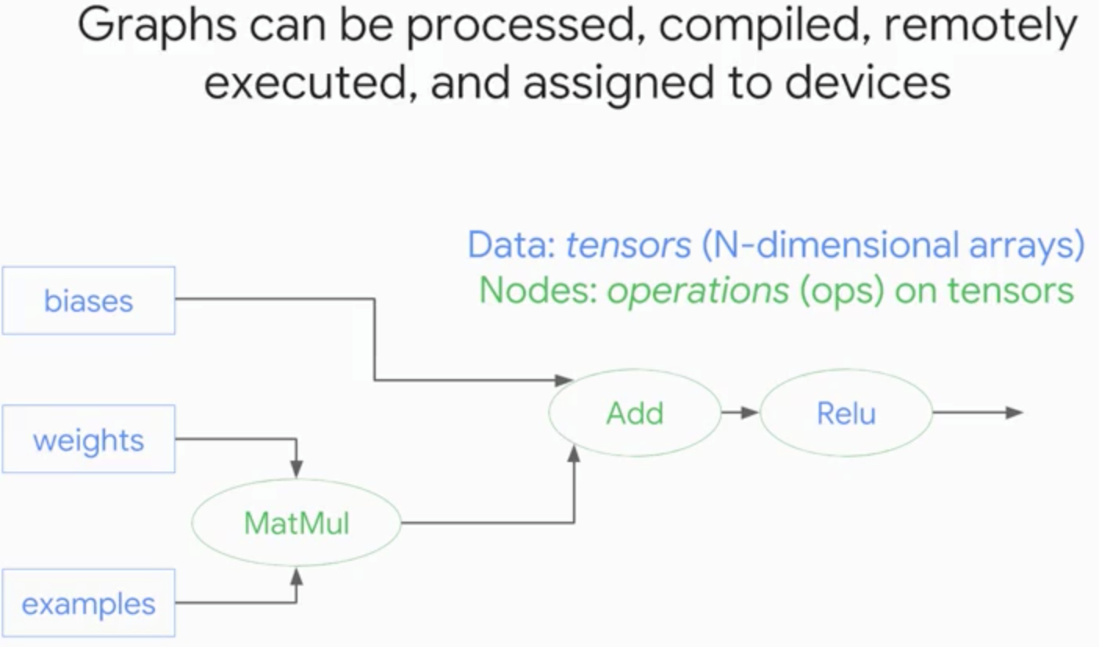 Graphs can be processed, compiled, remotely
executed, and assigned to devices
Data: tensors (N-dimensional arrays)
Nodes: operations (ops) on tensors
biases
weights
examples
MatMul
Add
Relu